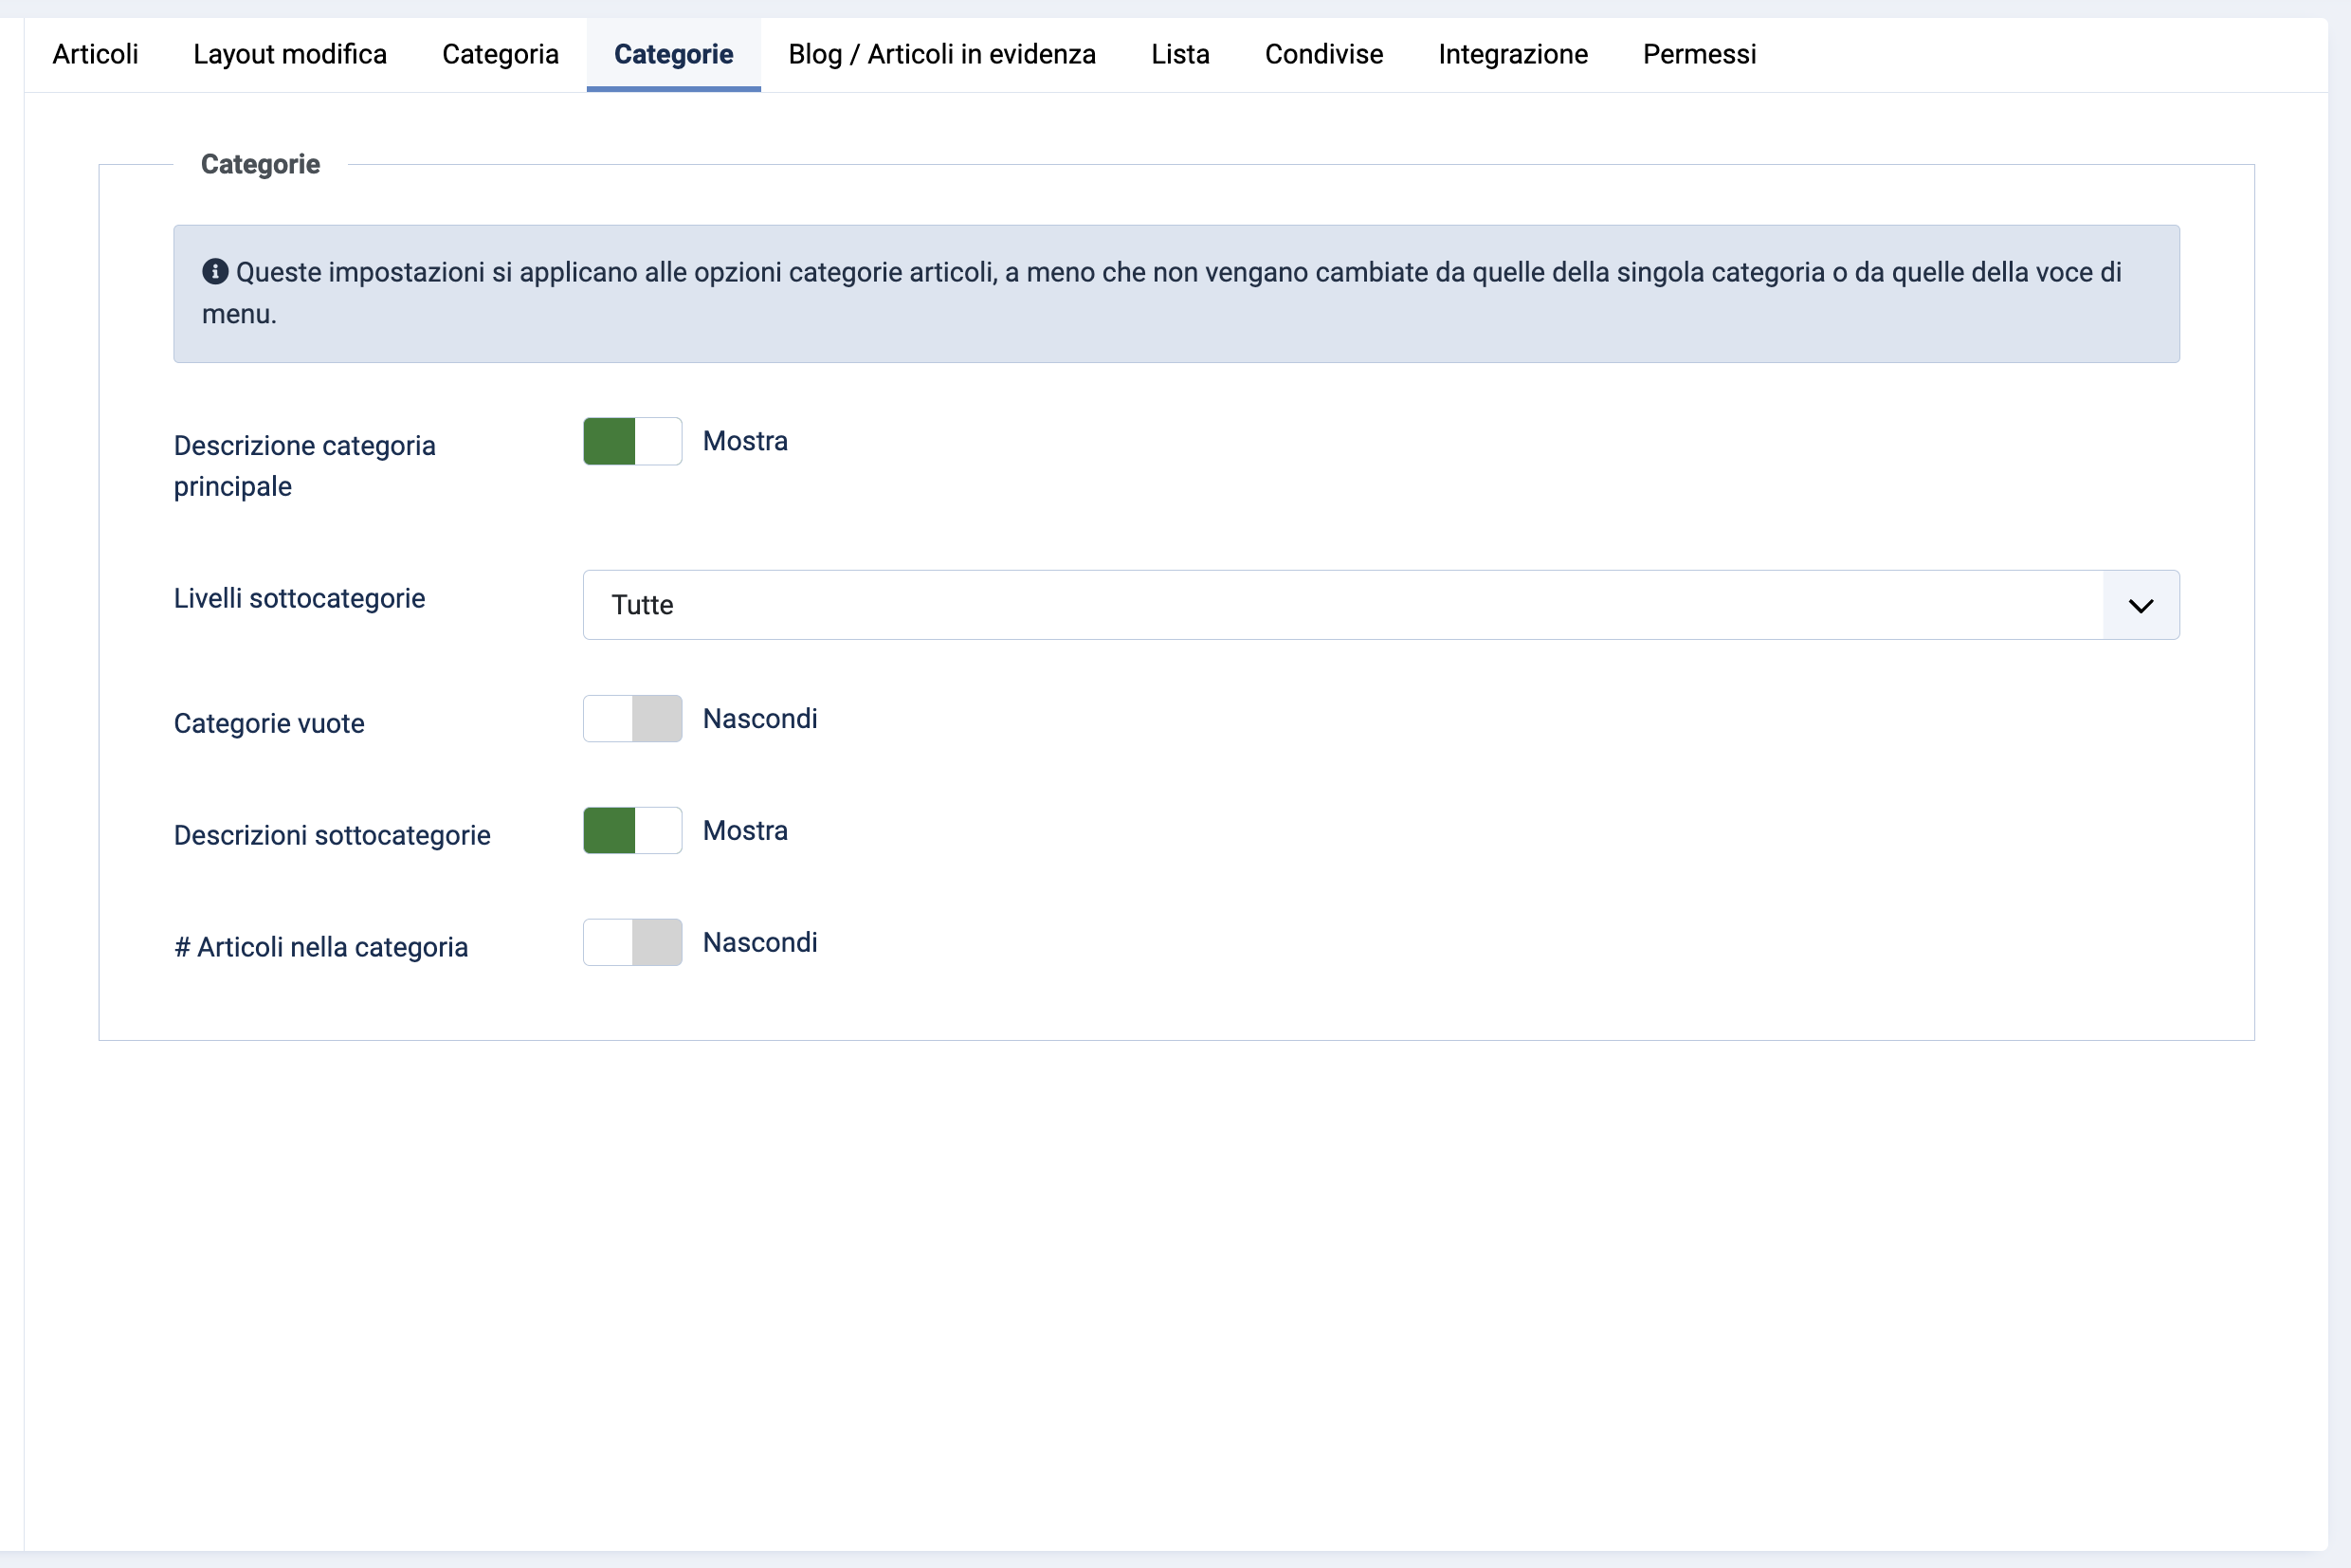 Articoli Layout modifica Categoria Categorie Blog / Articoli in evidenza Lista Condivise Integrazione Permessi
Categorie
Queste impostazioni si applicano alle opzioni categorie articoli, a meno che non vengano cambiate da quelle della singola categoria o da quelle della voce di
menu.
Descrizione categoria
principale
Mostra
Livelli sottocategorie
Tutte
Categorie vuote
Nascondi
Descrizioni sottocategorie
Mostra
# Articoli nella categoria
Nascondi